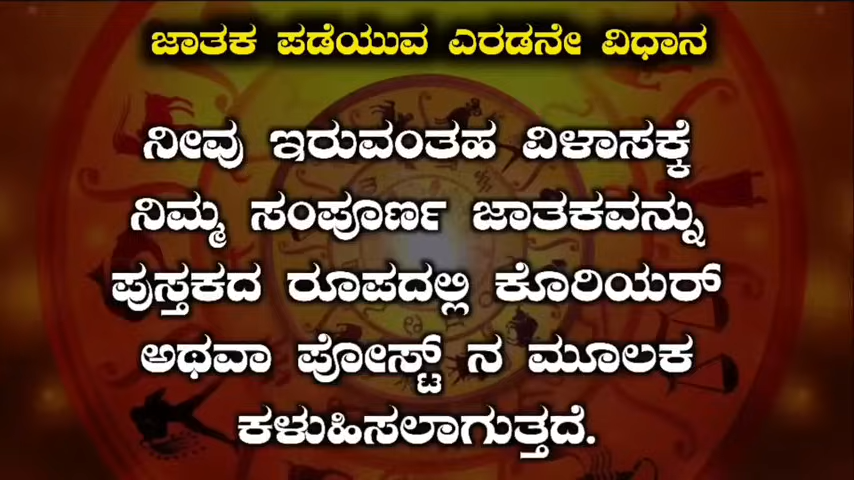 ಜಾತಕ ಪಡೆಯುವ ಎರಡನೇ ವಿಧಾನ
ನೀವು ಇರುವಂತಹ ವಿಳಾಸಕ್ಕೆ
ನಿಮ್ಮ ಸಂಪೂರ್ಣ ಜಾತಕವನ್ನು
ಪುಸ್ತಕದ ರೂಪದಲ್ಲಿ ಕೊರಿಯರ್
ಅಥವಾ ಪೋಸ್ಟ್ ನ ಮೂಲಕ
ಕಳುಹಿಸಲಾಗುತ್ತದೆ.